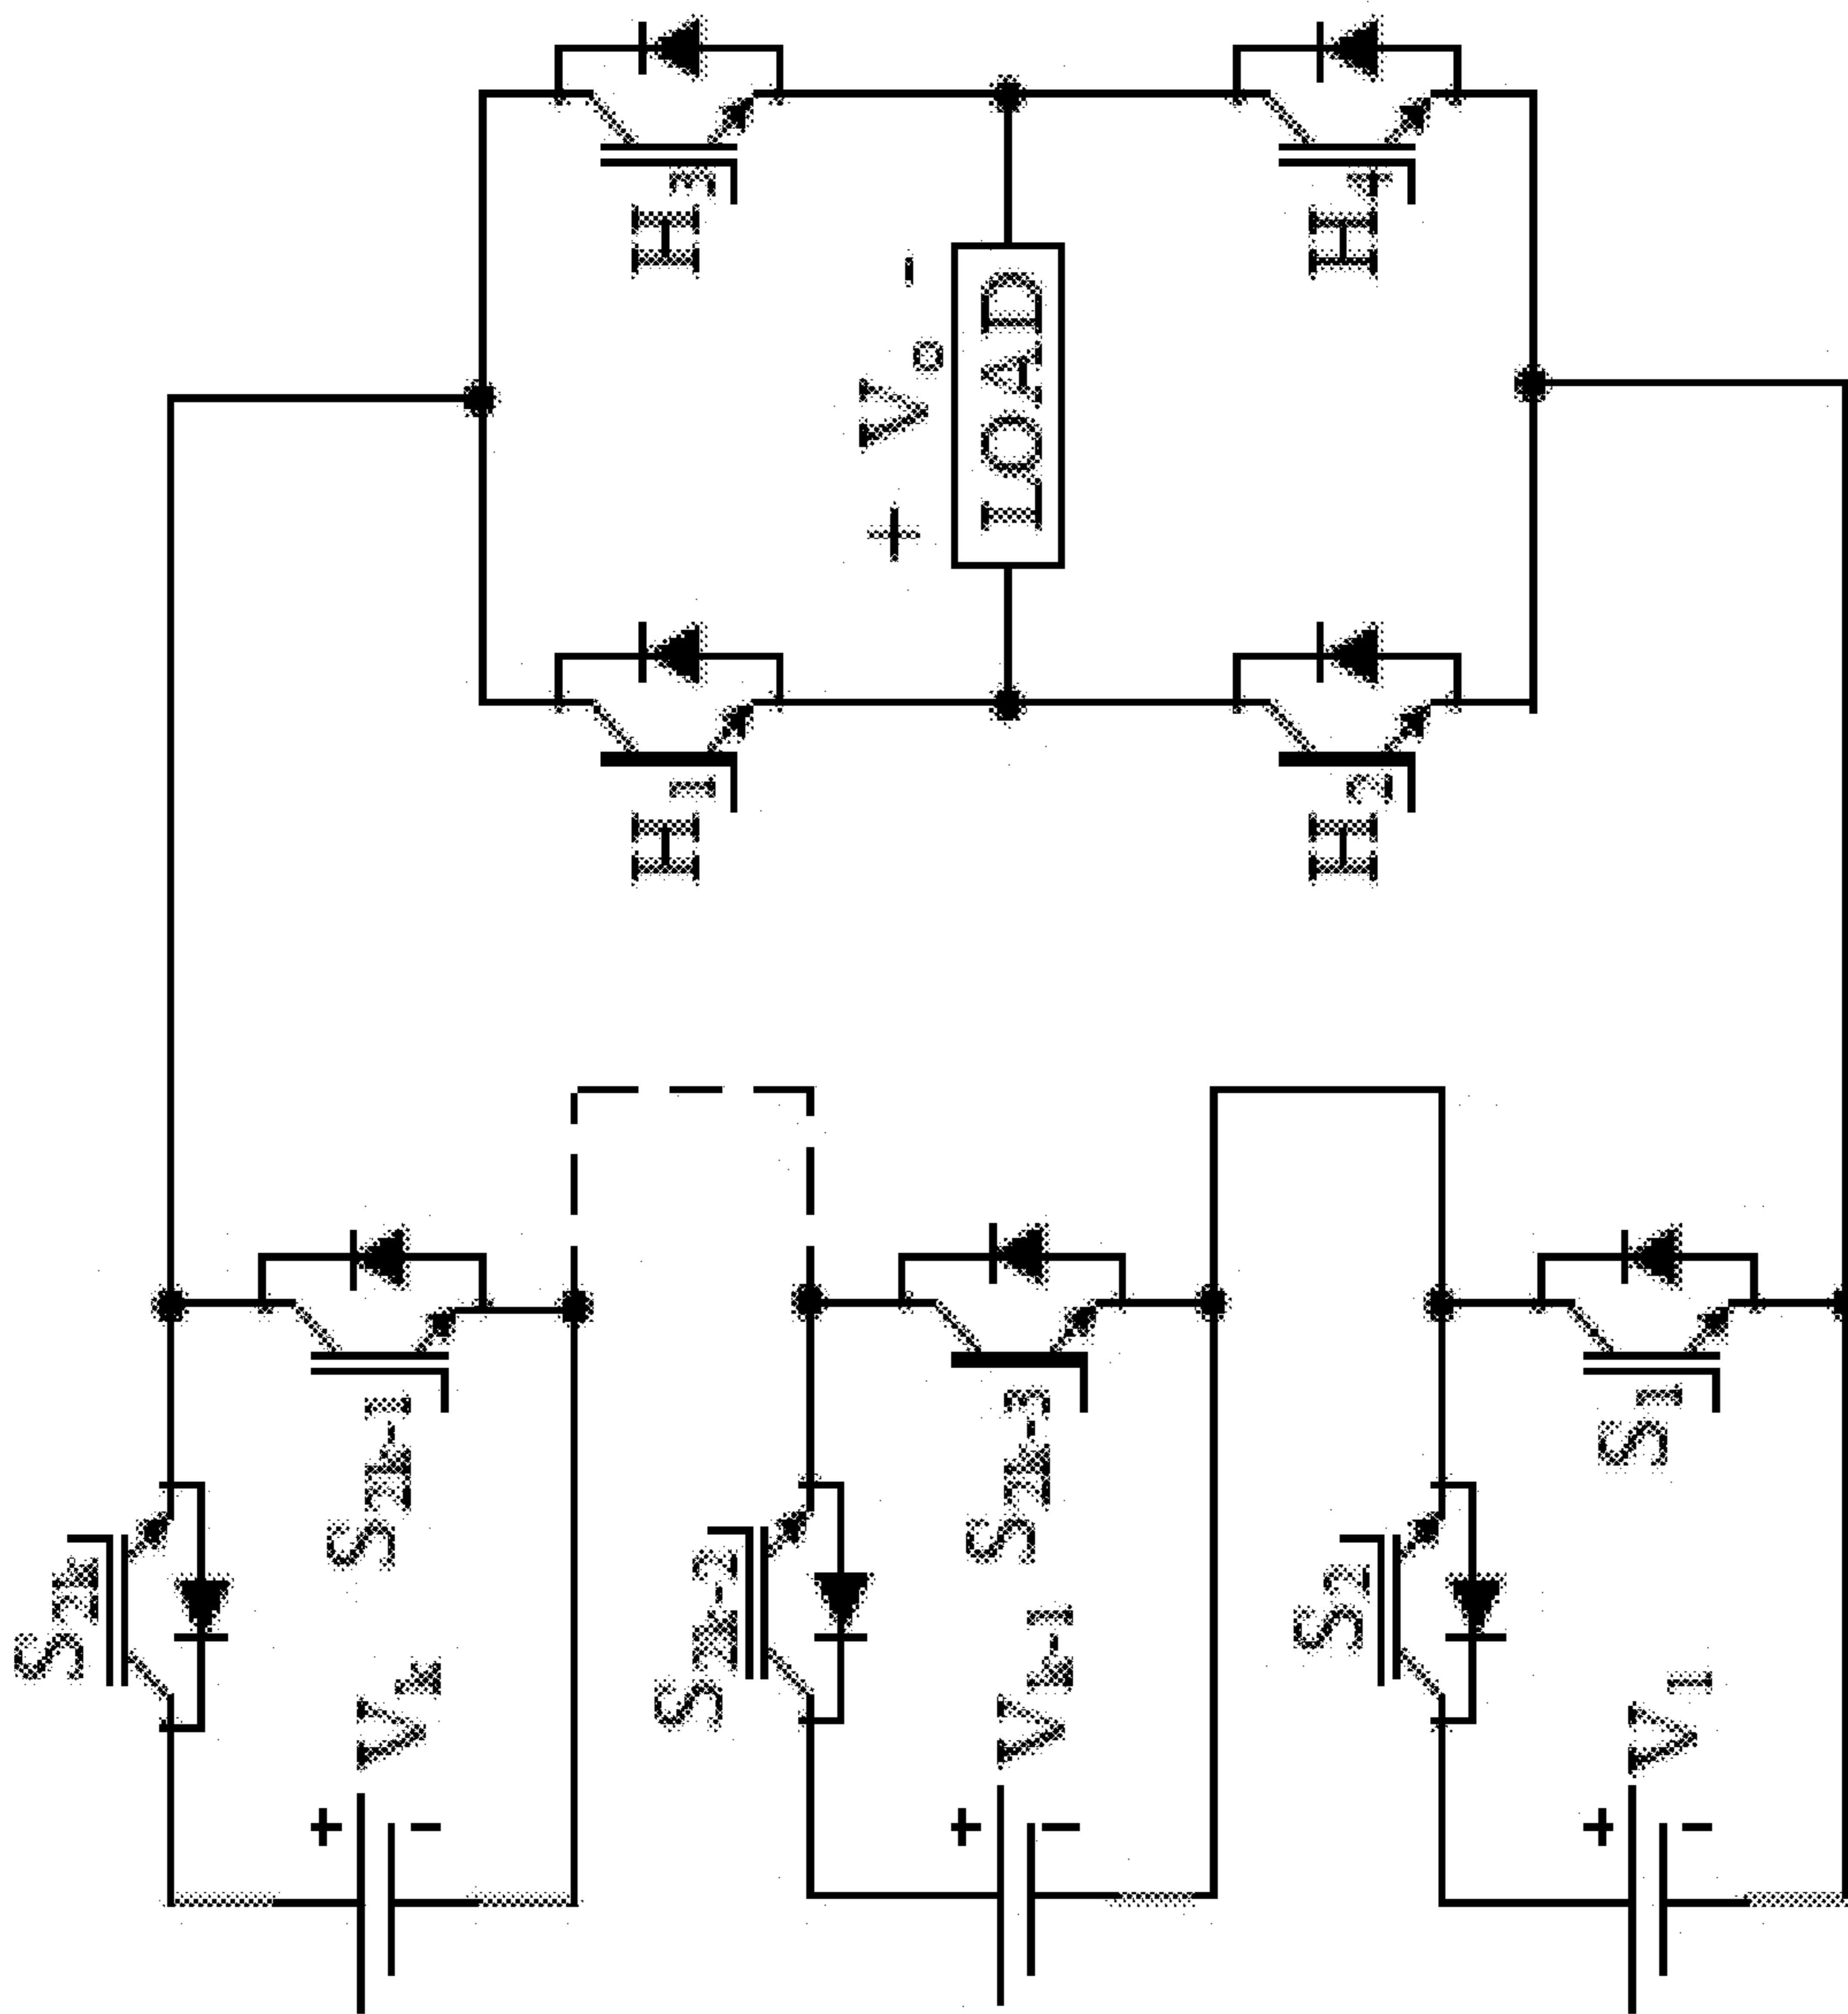 S2k
+
Vk
-
S2k-1
H1
H3
S2k-2
+ Vo -
+
Vk-1
-
S2k-3
LOAD
S2
H2
H4
+
V1
-
S1